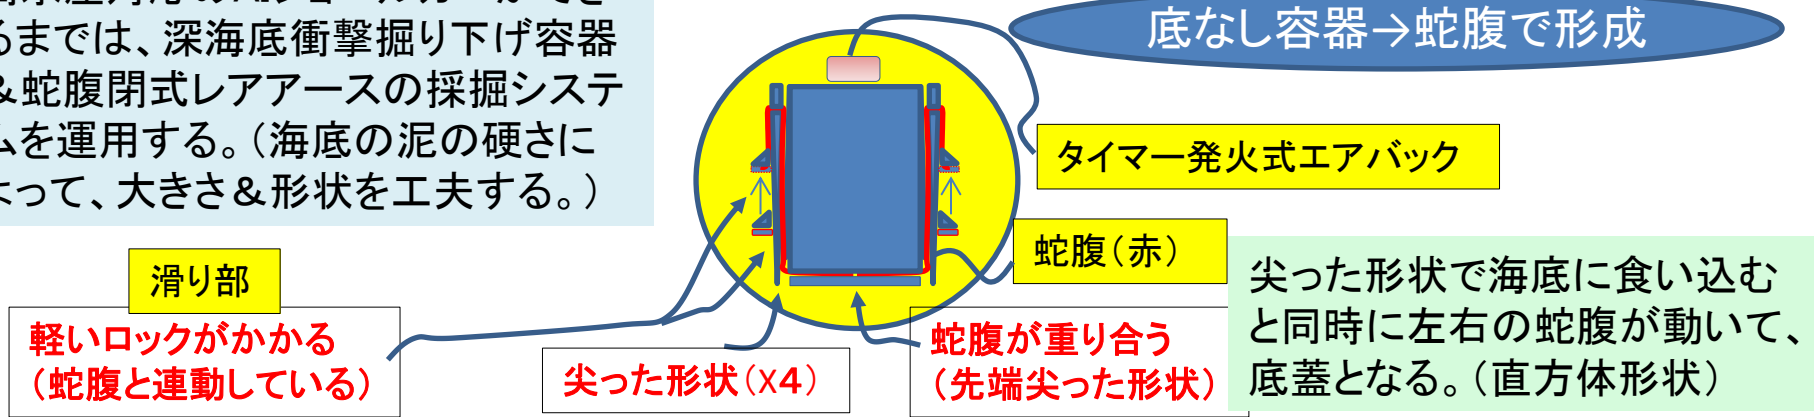 るまでは、深海底衝撃掘り下げ容器
&蛇腹閉式レアアースの採掘システ
ムを運用する。(海底の泥の硬さに
よって、大きさ&形状を工夫する。)
底なし容器→蛇腹で形成
タイマー発火式エアバック
蛇腹(赤)
滑り部
軽いロックがかかる
(蛇腹と連動している)
尖った形状(X4)
蛇腹が重り合う
(先端尖った形状)
尖った形状で海底に食い込む
と同時に左右の蛇腹が動いて、
底蓋となる。(直方体形状)